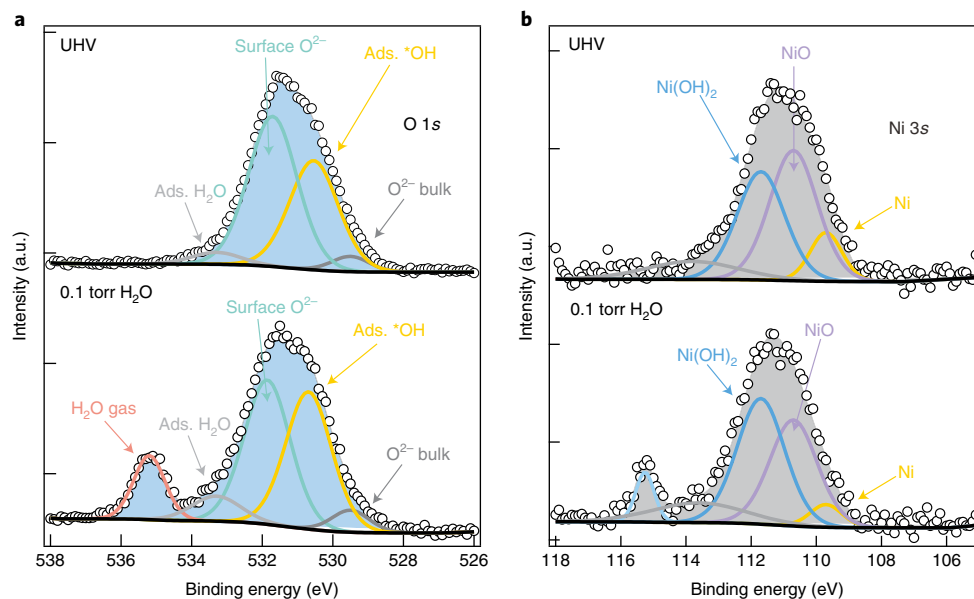 a
UHV
Surface O²⁻
Ads. *OH
O 1s
Ads. H₂O
O²⁻ bulk
0.1 torr H₂O
Surface O²⁻
Ads. *OH
H₂O gas
Ads. H₂O
O²⁻ bulk
Intensity (a.u.)
538 536 534 532 530 528 526
Binding energy (eV)
b
UHV
NiO
Ni(OH)₂
Ni 3s
Ni
0.1 torr H₂O
NiO
Ni(OH)₂
Ni
Intensity (a.u.)
118 116 114 112 110 108 106
Binding energy (eV)